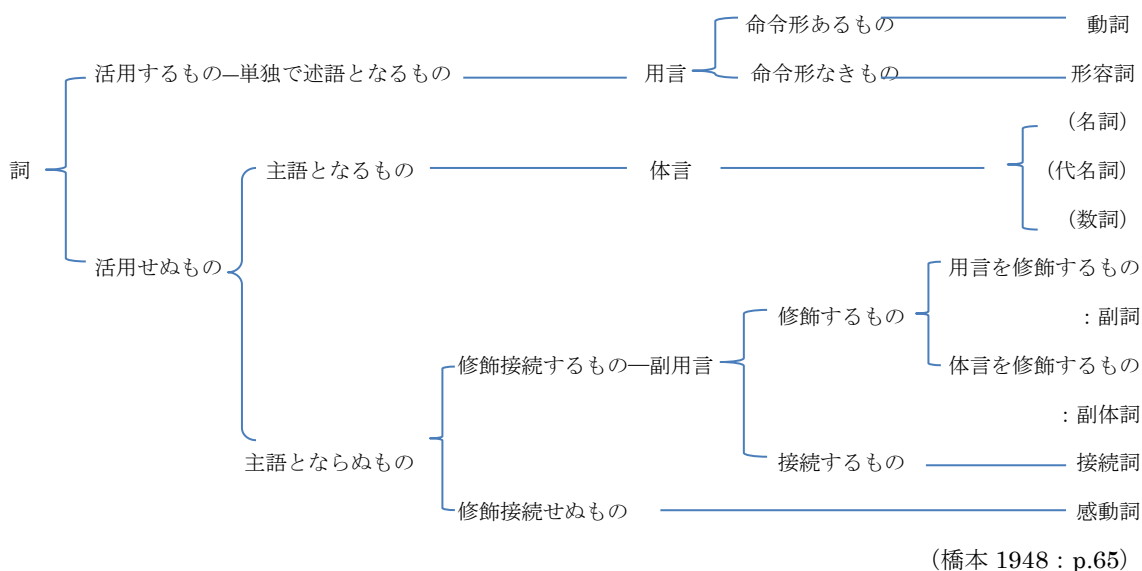 命令形あるもの 動詞
活用するもの―単独で述語となるもの 用言 命令形なきもの 形容詞
（名詞）
詞 主語となるもの 体言 （代名詞）
（数詞）
活用せぬもの 用言を修飾するもの
修飾するもの ：副詞
修飾接続するもの―副用言 体言を修飾するもの
：副体詞
主語とならぬもの 接続するもの 接続詞
修飾接続せぬもの 感動詞
（橋本 1948：p.65）